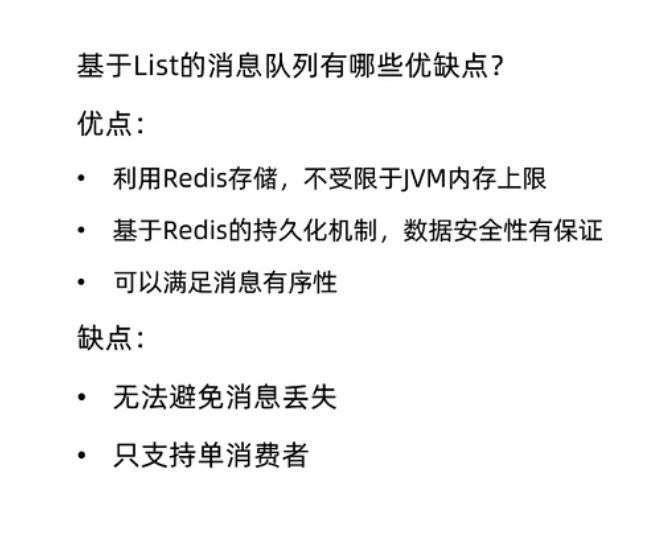 基于List的消息队列有哪些优缺点？
优点：
• 利用Redis存储，不受限于JVM内存上限
• 基于Redis的持久化机制，数据安全性有保证
• 可以满足消息有序性
缺点：
• 无法避免消息丢失
• 只支持单消费者